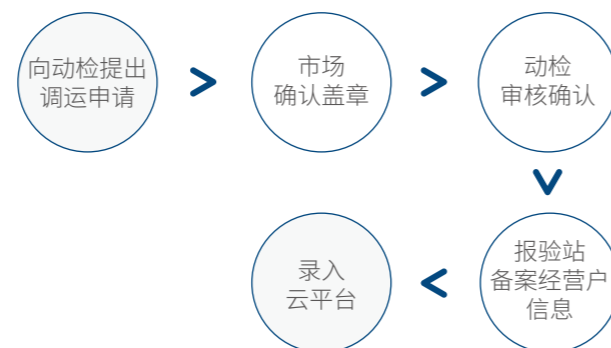 向动检提出
调运申请
市场
确认盖章
动检
审核确认
报验站
备案经营户
信息
录入
云平台